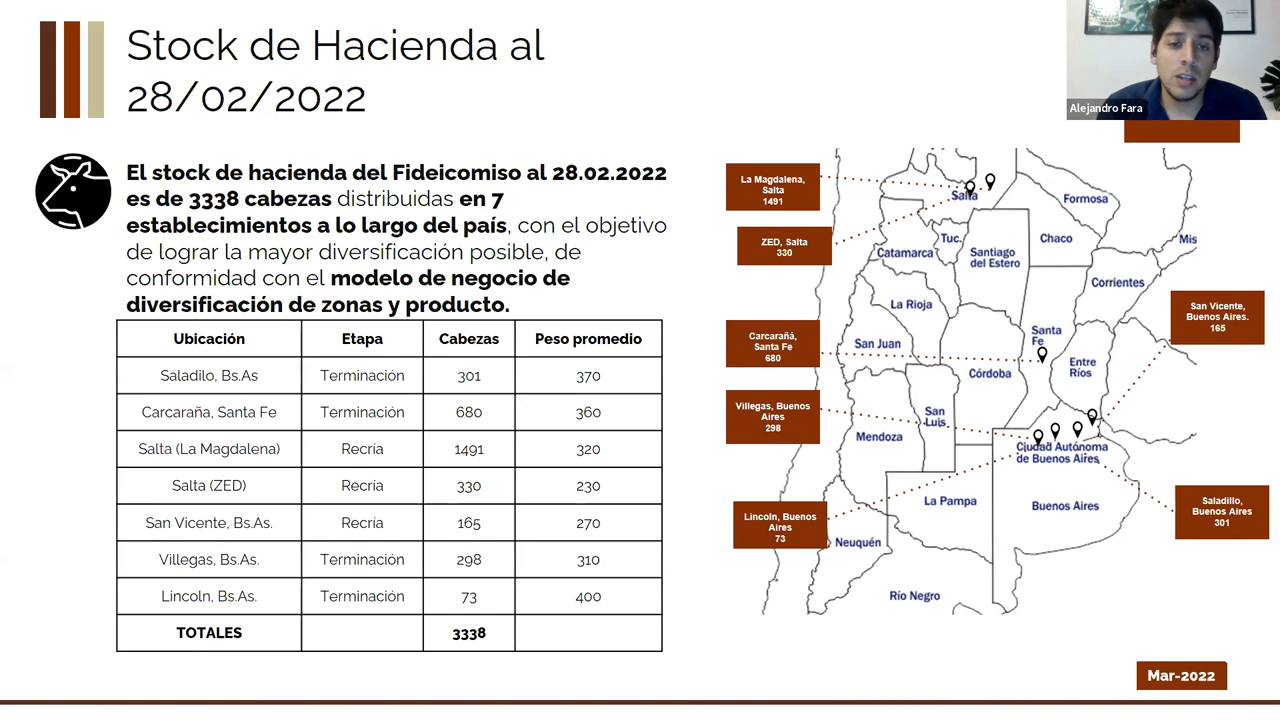 Stock de Hacienda al
28/02/2022
Alejandro Fara
El stock de hacienda del Fideicomiso al 28.02.2022
es de 3338 cabezas distribuidas en 7
establecimientos a lo largo del país, con el objetivo
de lograr la mayor diversificación posible, de
conformidad con el modelo de negocio de
diversificación de zonas y producto.
Ubicación Etapa Cabezas Peso promedio
Saladilo, Bs.As Terminación 301 370
Carcaraña, Santa Fe Terminación 680 360
Salta (La Magdalena) Recría 1491 320
Salta (ZED) Recría 330 230
San Vicente, Bs.As. Recría 165 270
Villegas, Bs.As. Terminación 298 310
Lincoln, Bs.As. Terminación 73 400
TOTALES 3338
La Magdalena,
Salta
1491
ZED, Salta
330
Carcarañá,
Santa Fe
680
Villegas, Buenos
Aires
298
Lincoln, Buenos
Aires
73
San Vicente,
Buenos Aires.
165
Saladillo,
Buenos Aires
301
Salta
Formosa
Tuc.
Chaco
Mis
Catamarca
Santiago
del Estero
Corrientes
La Rioja
Santa
Fe
San Juan
Entre
Ríos
Córdoba
San
Luis
Mendoza
Ciudad Autónoma
de Buenos Aires
La Pampa
Buenos Aires
Neuquén
Río Negro
Mar-2022